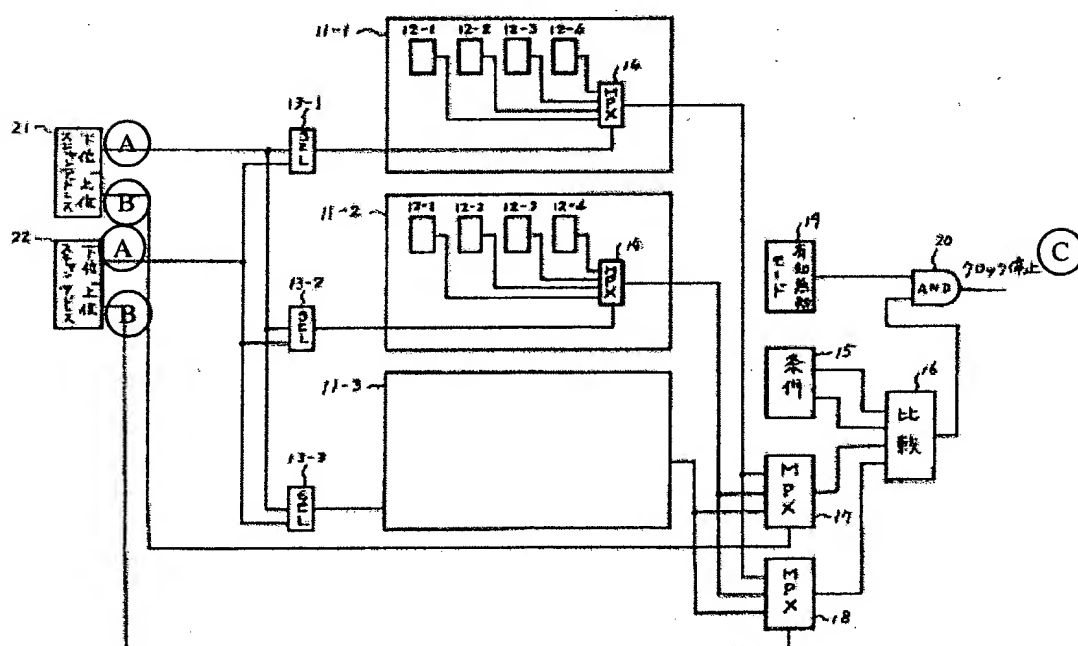 11-1
12-1 12-2 12-3 12-4
14
MPX
13-1
SEL
21
スキャンアドレス
下位
上位
A
B
22
スキャンアドレス
下位
上位
A
B
11-2
12-1 12-2 12-3 12-4
MPX
13-2
SEL
11-3
13-3
SEL
19
有効無効
モード
20
AND
クロック停止
C
15
条件
16
比較
MPX
17
MPX
18